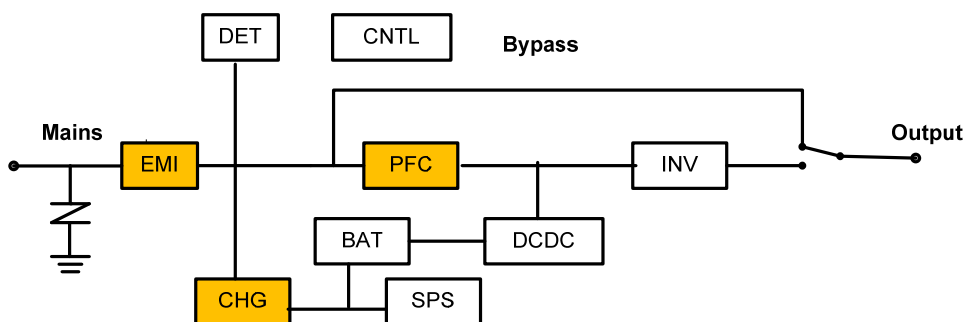 DET
CNTL
Bypass
Mains
Output
EMI
PFC
INV
BAT
DCDC
CHG
SPS